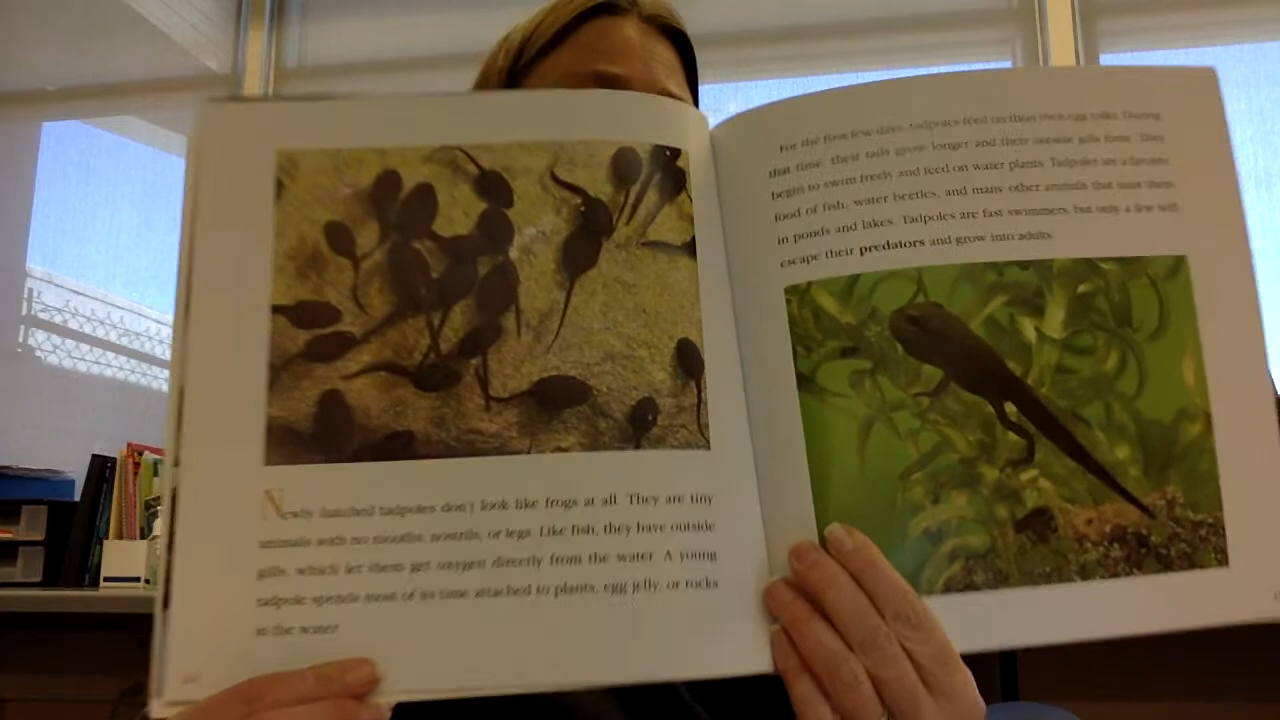 Newly hatched tadpoles don't look like frogs at all. They are tiny
animals with no mouths, nostrils, or legs. Like fish, they have outside
gills, which let them get oxygen directly from the water. A young
tadpole spends most of its time attached to plants, egg jelly, or rocks
in the water.
For the first few days, tadpoles feed on their own egg yolks. During
that time, their tails grow longer and their outside gills form. They
begin to swim freely and feed on water plants. Tadpoles are a favorite
food of fish, water beetles, and many other animals that hunt them
in ponds and lakes. Tadpoles are fast swimmers, but only a few will
escape their predators and grow into adults.